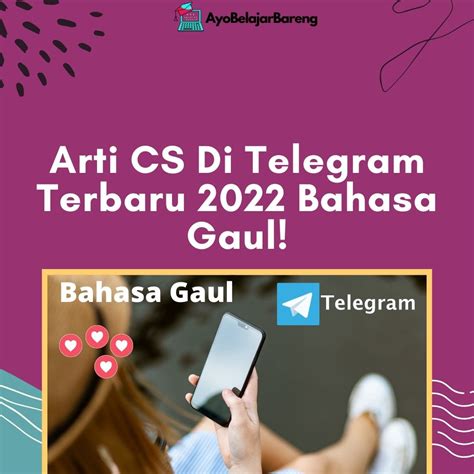 AyoBelajarBareng
Arti CS Di Telegram
Terbaru 2022 Bahasa
Gaul!
Bahasa Gaul
Telegram